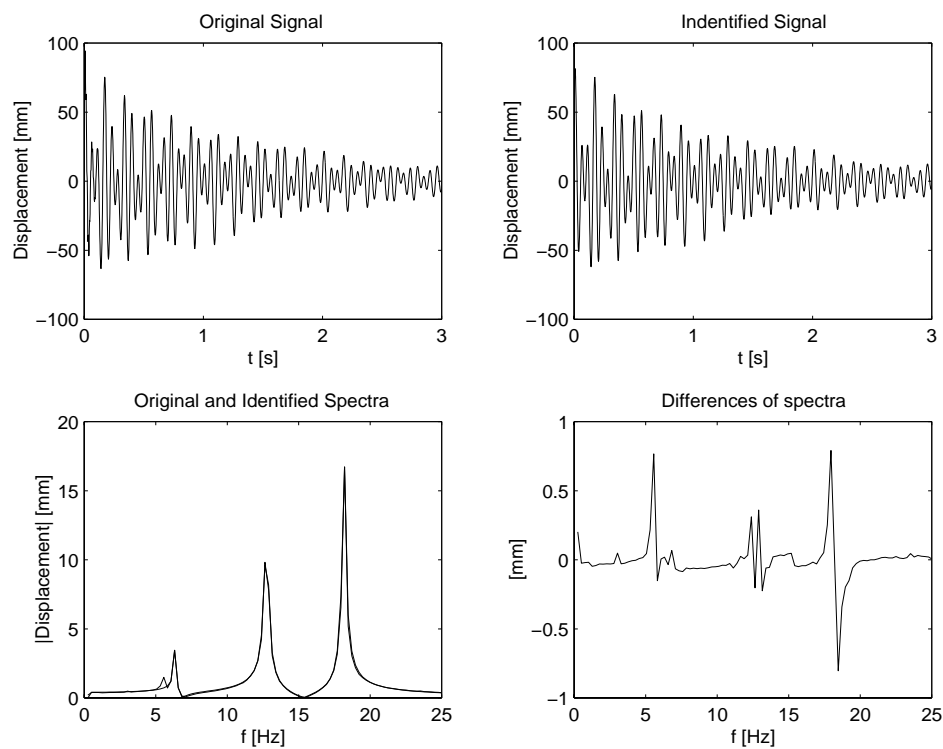 Original Signal
100
50
0
−50
−100
Displacement [mm]
0 1 2 3
t [s]
Indentified Signal
100
50
0
−50
−100
Displacement [mm]
0 1 2 3
t [s]
Original and Identified Spectra
20
15
10
5
0
|Displacement| [mm]
0 5 10 15 20 25
f [Hz]
Differences of spectra
1
0.5
0
−0.5
−1
[mm]
0 5 10 15 20 25
f [Hz]